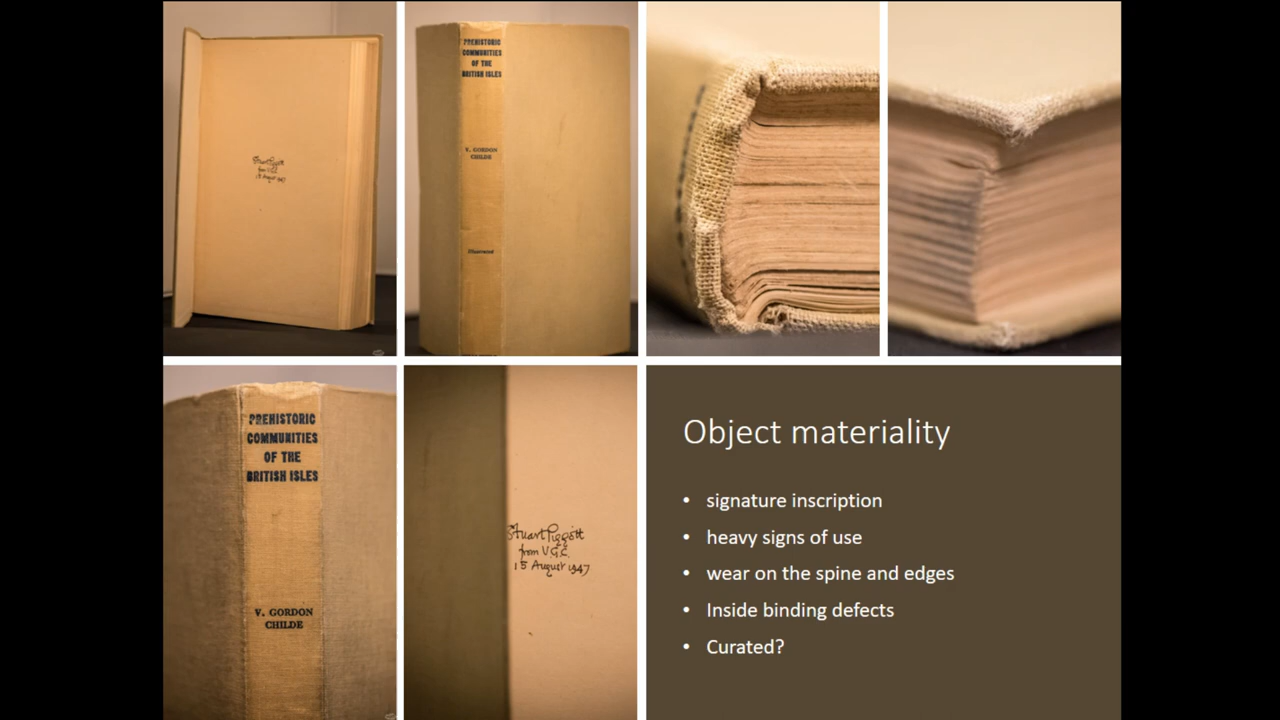 Stuart Piggott
from V.G.C.
15 August 1947
PREHISTORIC
COMMUNITIES
OF THE
BRITISH ISLES
V. GORDON
CHILDE
Illustrated
PREHISTORIC
COMMUNITIES
OF THE
BRITISH ISLES
V. GORDON
CHILDE
Stuart Piggott
from V.G.C.
15 August 1947
Object materiality
• signature inscription
• heavy signs of use
• wear on the spine and edges
• Inside binding defects
• Curated?